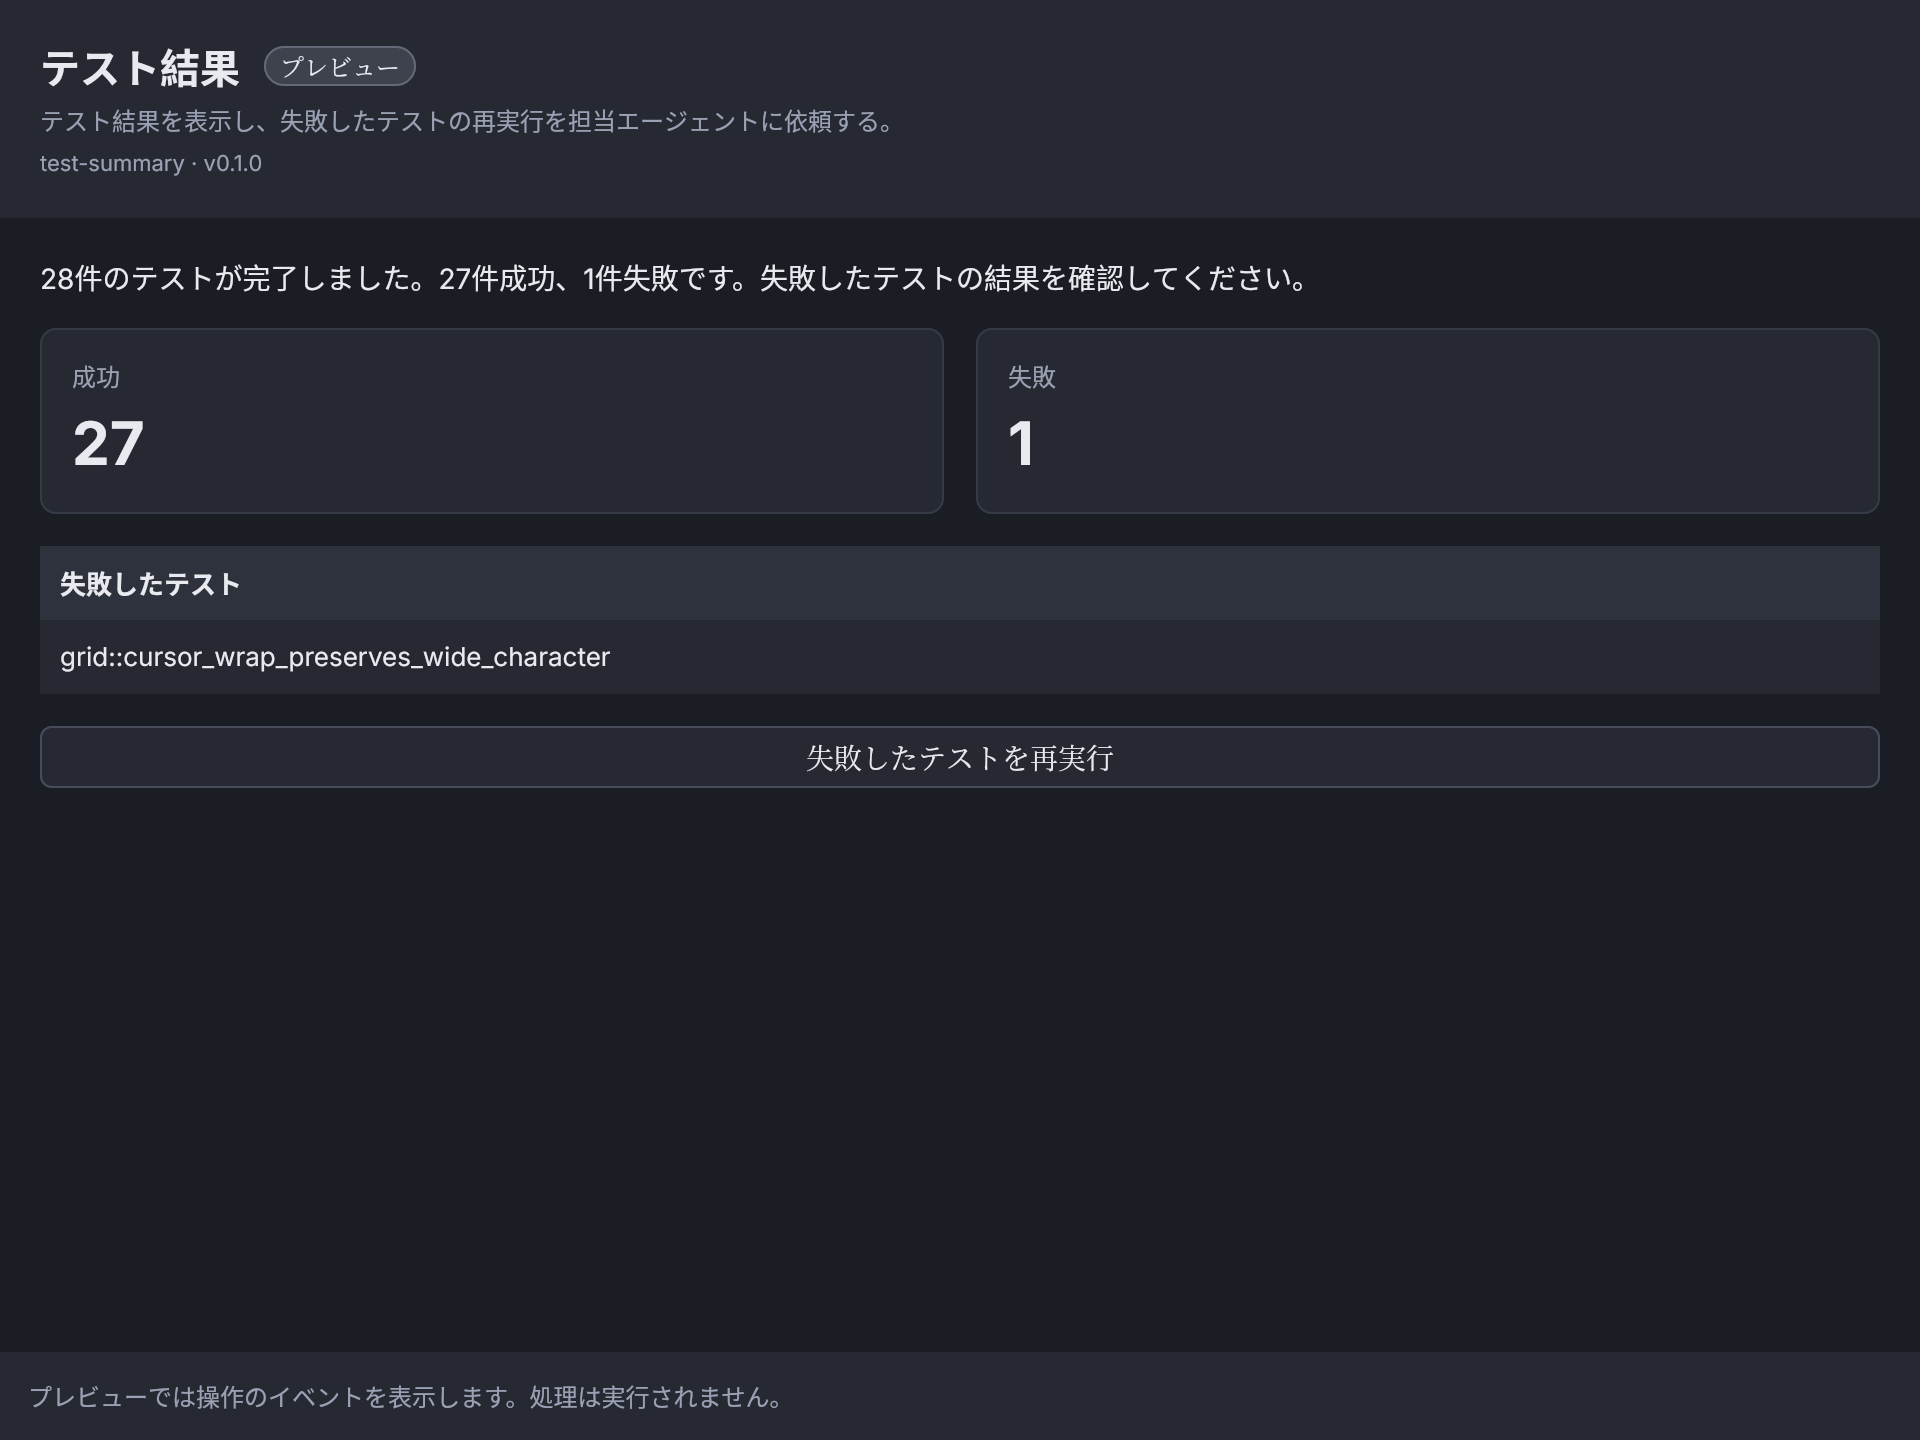 テスト結果
プレビュー
テスト結果を表示し、失敗したテストの再実行を担当エージェントに依頼する。
test-summary · v0.1.0
28件のテストが完了しました。27件成功、1件失敗です。失敗したテストの結果を確認してください。
成功
27
失敗
1
失敗したテスト
grid::cursor_wrap_preserves_wide_character
失敗したテストを再実行
プレビューでは操作のイベントを表示します。処理は実行されません。